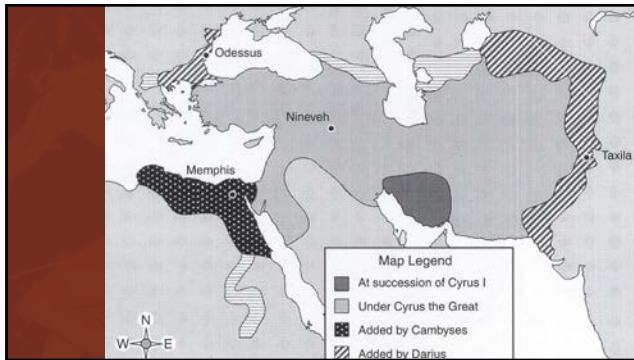 Odessus
Nineveh
Taxila
Memphis
Map Legend
At succession of Cyrus I
Under Cyrus the Great
Added by Cambyses
Added by Darius
N
W E
S